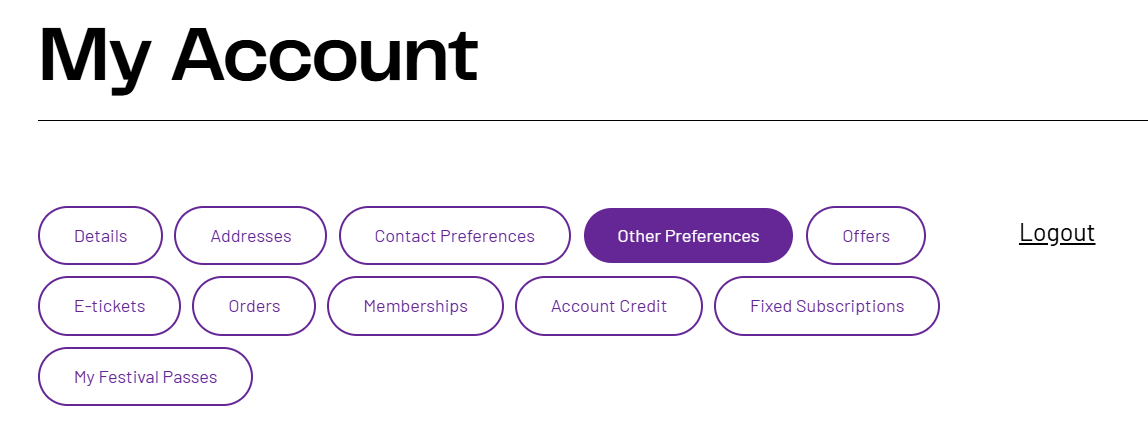 My Account
Details Addresses Contact Preferences Other Preferences Offers Logout
E-tickets Orders Memberships Account Credit Fixed Subscriptions
My Festival Passes